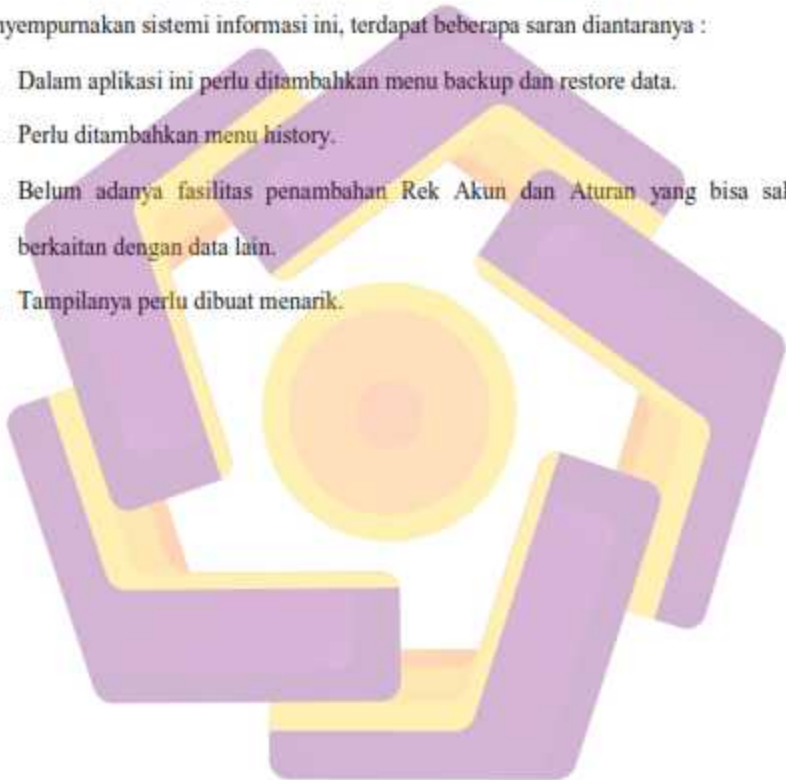 nyempurnakan sistemi informasi ini, terdapat beberapa saran diantaranya :
Dalam aplikasi ini perlu ditambahkan menu backup dan restore data.
Perlu ditambahkan menu history.
Belum adanya fasilitas penambahan Rek Akun dan Aturan yang bisa sal
berkaitan dengan data lain.
Tampilanya perlu dibuat menarik.